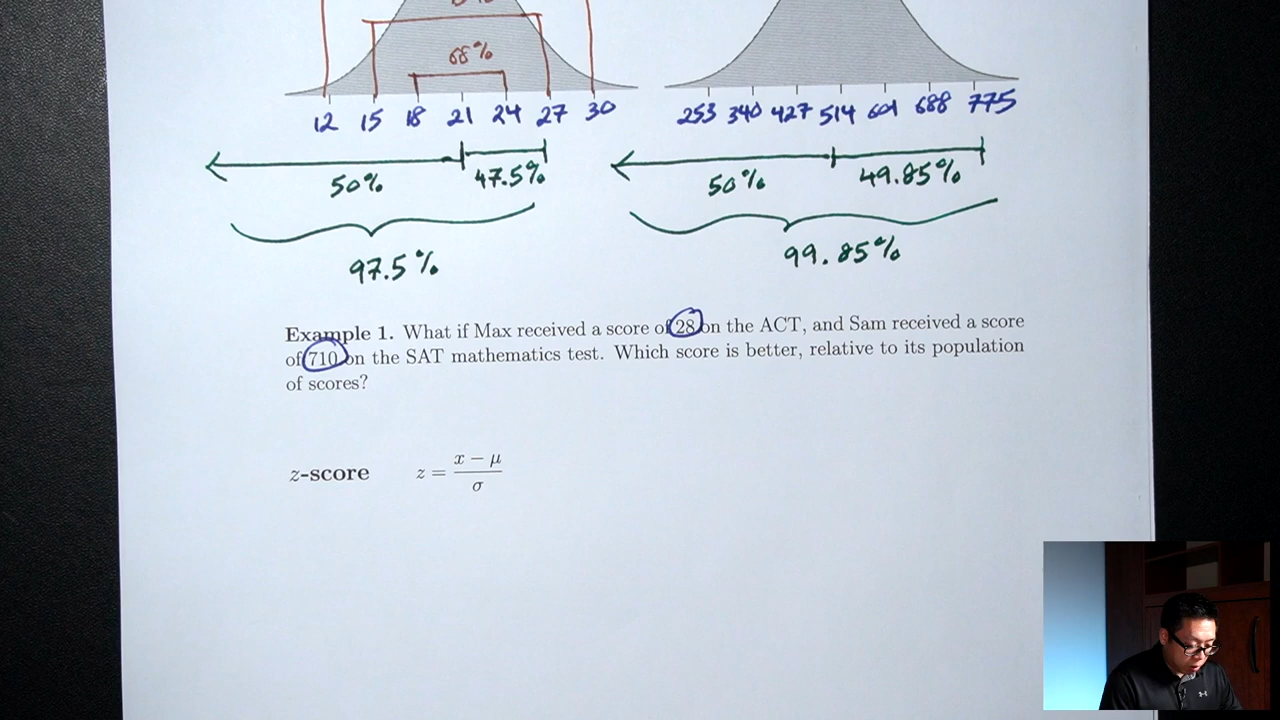 68%
12 15 18 21 24 27 30
253 340 427 514 601 688 775
50% 47.5%
50% 49.85%
97.5%
99.85%
Example 1. What if Max received a score of 28 on the ACT, and Sam received a score
of 710 on the SAT mathematics test. Which score is better, relative to its population
of scores?
z-score z = x − μ
σ